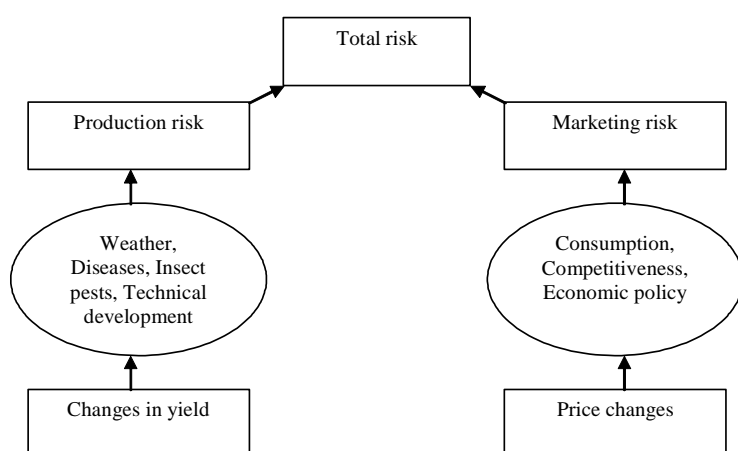 Total risk
Production risk
Marketing risk
Weather,
Diseases, Insect
pests, Technical
development
Consumption,
Competitiveness,
Economic policy
Changes in yield
Price changes